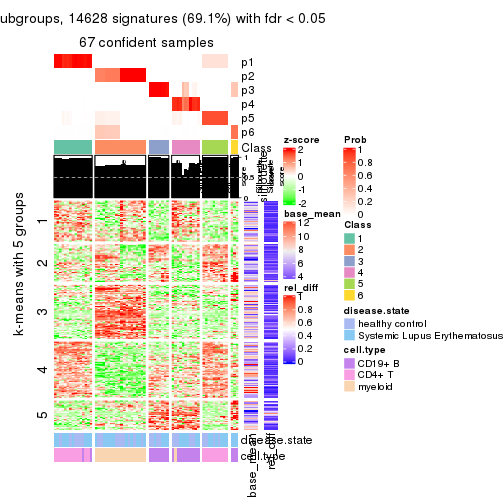 ubgroups, 14628 signatures (69.1%) with fdr < 0.05
67 confident samples
p1
p2
p3
p4
p5
p6
Class
1
0.5
0
silhouette
score
k-means with 5 groups
1
2
3
4
5
disease.state
cell.type
base_mean
rel_diff
z-score
2
1
0
-1
-2
base_mean
12
10
8
6
4
rel_diff
1
0.8
0.6
0.4
0.2
0
Prob
1
0.8
0.6
0.4
0.2
0
Class
1
2
3
4
5
6
disease.state
healthy control
Systemic Lupus Erythematosus
cell.type
CD19+ B
CD4+ T
myeloid